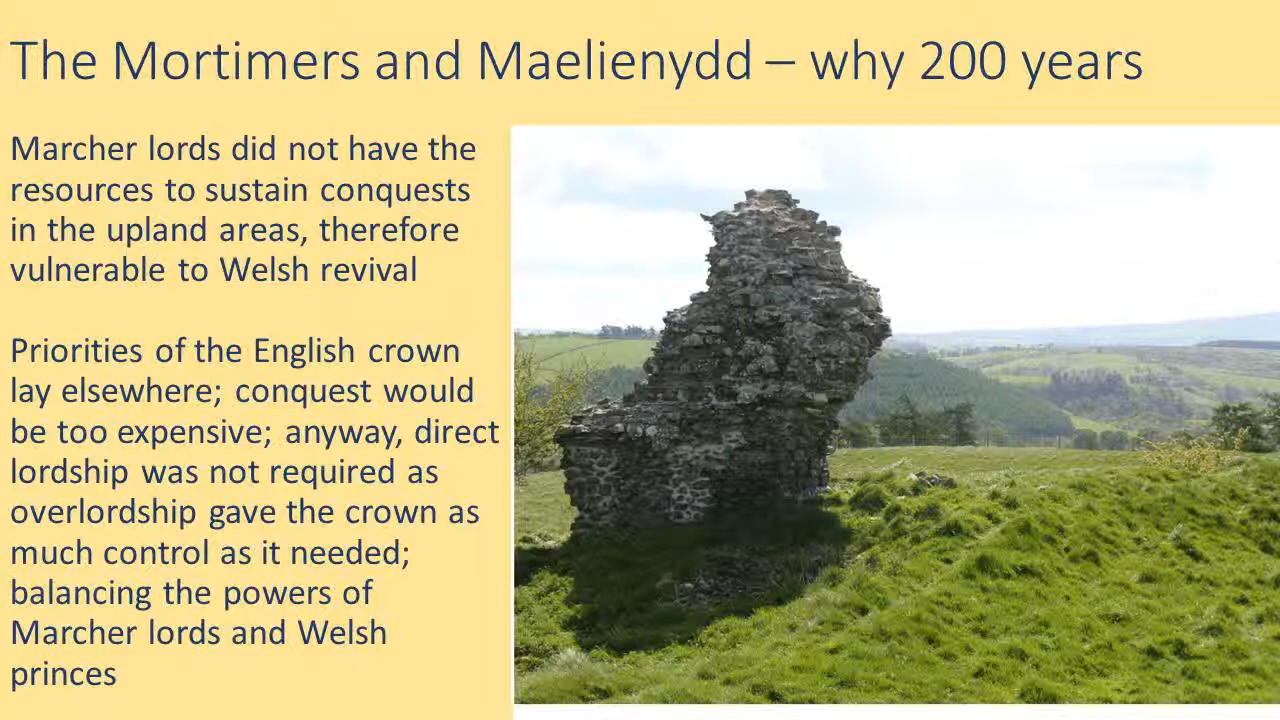 The Mortimers and Maelienydd – why 200 years
Marcher lords did not have the
resources to sustain conquests
in the upland areas, therefore
vulnerable to Welsh revival
Priorities of the English crown
lay elsewhere; conquest would
be too expensive; anyway, direct
lordship was not required as
overlordship gave the crown as
much control as it needed;
balancing the powers of
Marcher lords and Welsh
princes